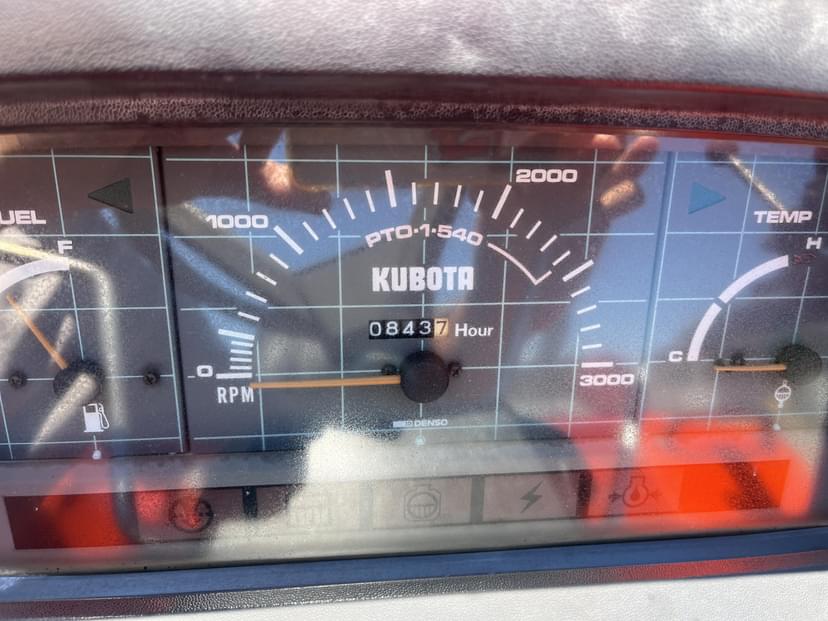 2000
1000
UEL
TEMP
F
PTO·1·540
H
KUBOTA
08437 Hour
C
0
3000
RPM
DENSO